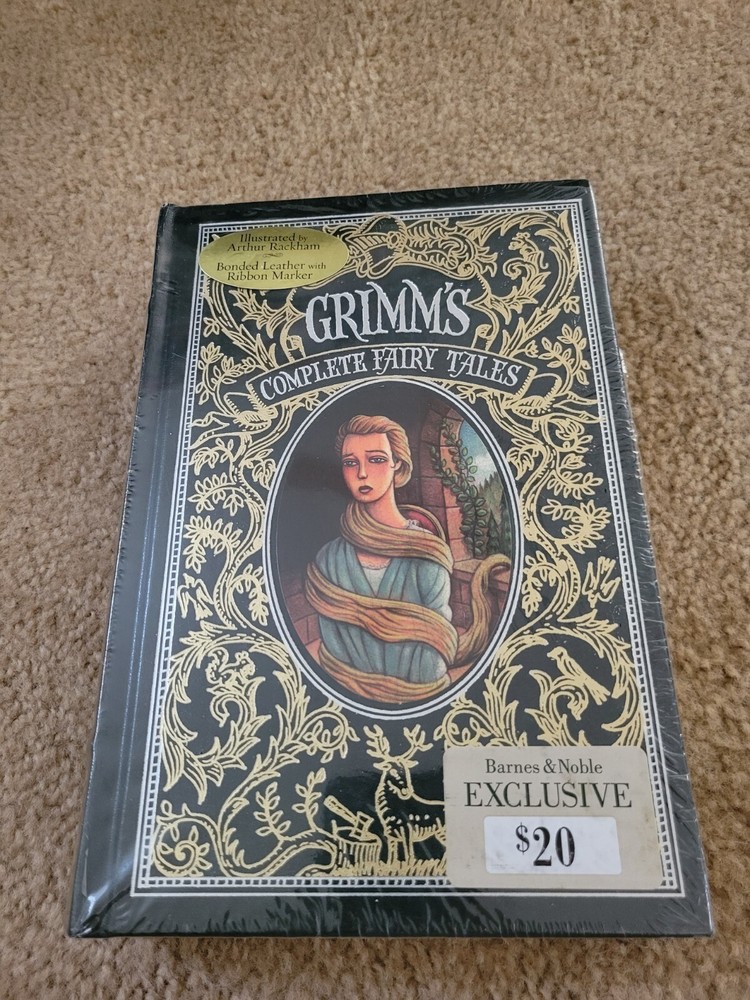 Illustrated by
Arthur Rackham
Bonded Leather with
Ribbon Marker
GRIMM'S
COMPLETE FAIRY TALES
Barnes & Noble
EXCLUSIVE
$20